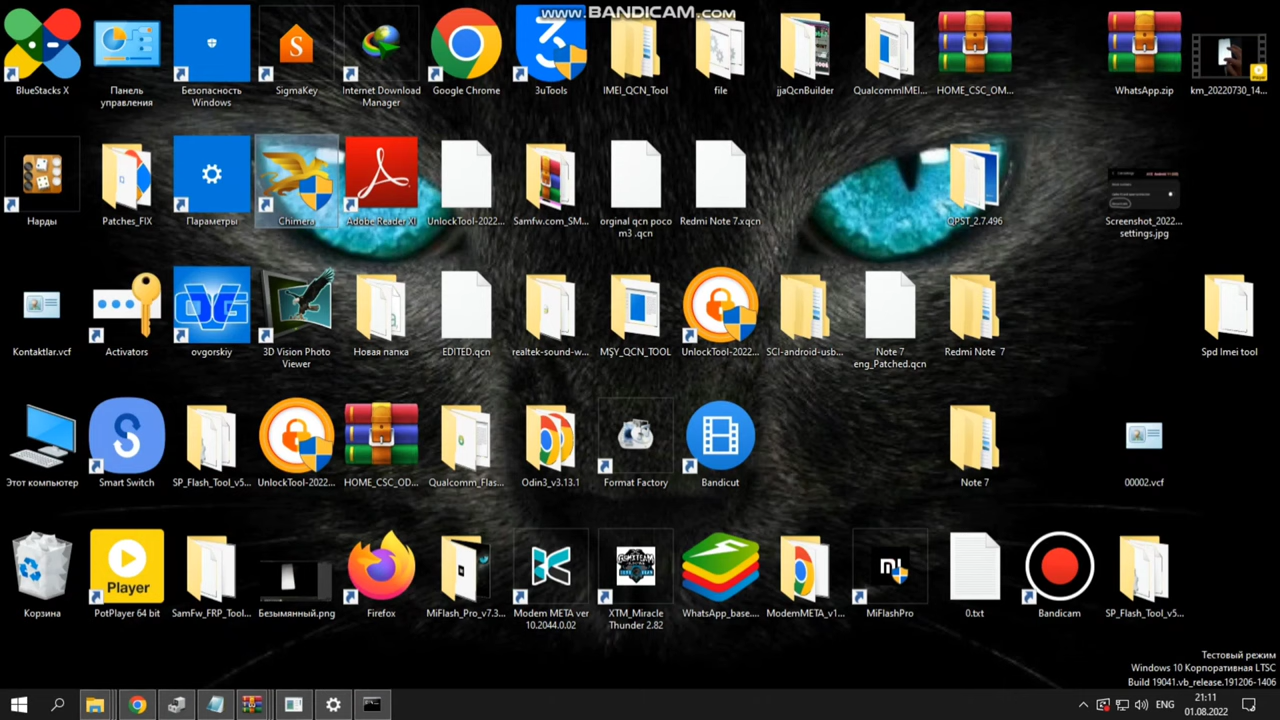 www.BANDICAM.com
BlueStacks X
Панель
управления
Безопасность
Windows
SigmaKey
Internet Download
Manager
Google Chrome
3uTools
IMEI_QCN_Tool
file
jjaQcnBuilder
QualcommIMEI...
HOME_CSC_OM...
WhatsApp.zip
km_20220730_14...
Нарды
Patches_FIX
Параметры
Chimera
Adobe Reader XI
UnlockTool-2022...
Samfw.com_SM...
orginal qcn poco
m3 .qcn
Redmi Note 7.xqcn
QPST_2.7.496
Screenshot_2022...
settings.jpg
Kontaktlar.vcf
Activators
ovgorskiy
3D Vision Photo
Viewer
Новая папка
EDITED.qcn
realtek-sound-w...
MSY_QCN_TOOL
UnlockTool-2022...
SCI-android-usb...
Note 7
eng_Patched.qcn
Redmi Note 7
Spd Imei tool
Этот компьютер
Smart Switch
SP_Flash_Tool_v5...
UnlockTool-2022...
HOME_CSC_OD...
Qualcomm_Flas...
Odin3_v3.13.1
Format Factory
Bandicut
Note 7
00002.vcf
Player
Корзина
PotPlayer 64 bit
SamFw_FRP_Tool...
Безымянный.png
Firefox
MiFlash_Pro_v7.3...
Modem META ver
10.2044.0.02
XTM_Miracle
Thunder 2.82
WhatsApp_base....
ModemMETA_v1...
MiFlashPro
0.txt
Bandicam
SP_Flash_Tool_v5...
Тестовый режим
Windows 10 Корпоративная LTSC
Build 19041.vb_release.191206-1406
ENG
21:11
01.08.2022